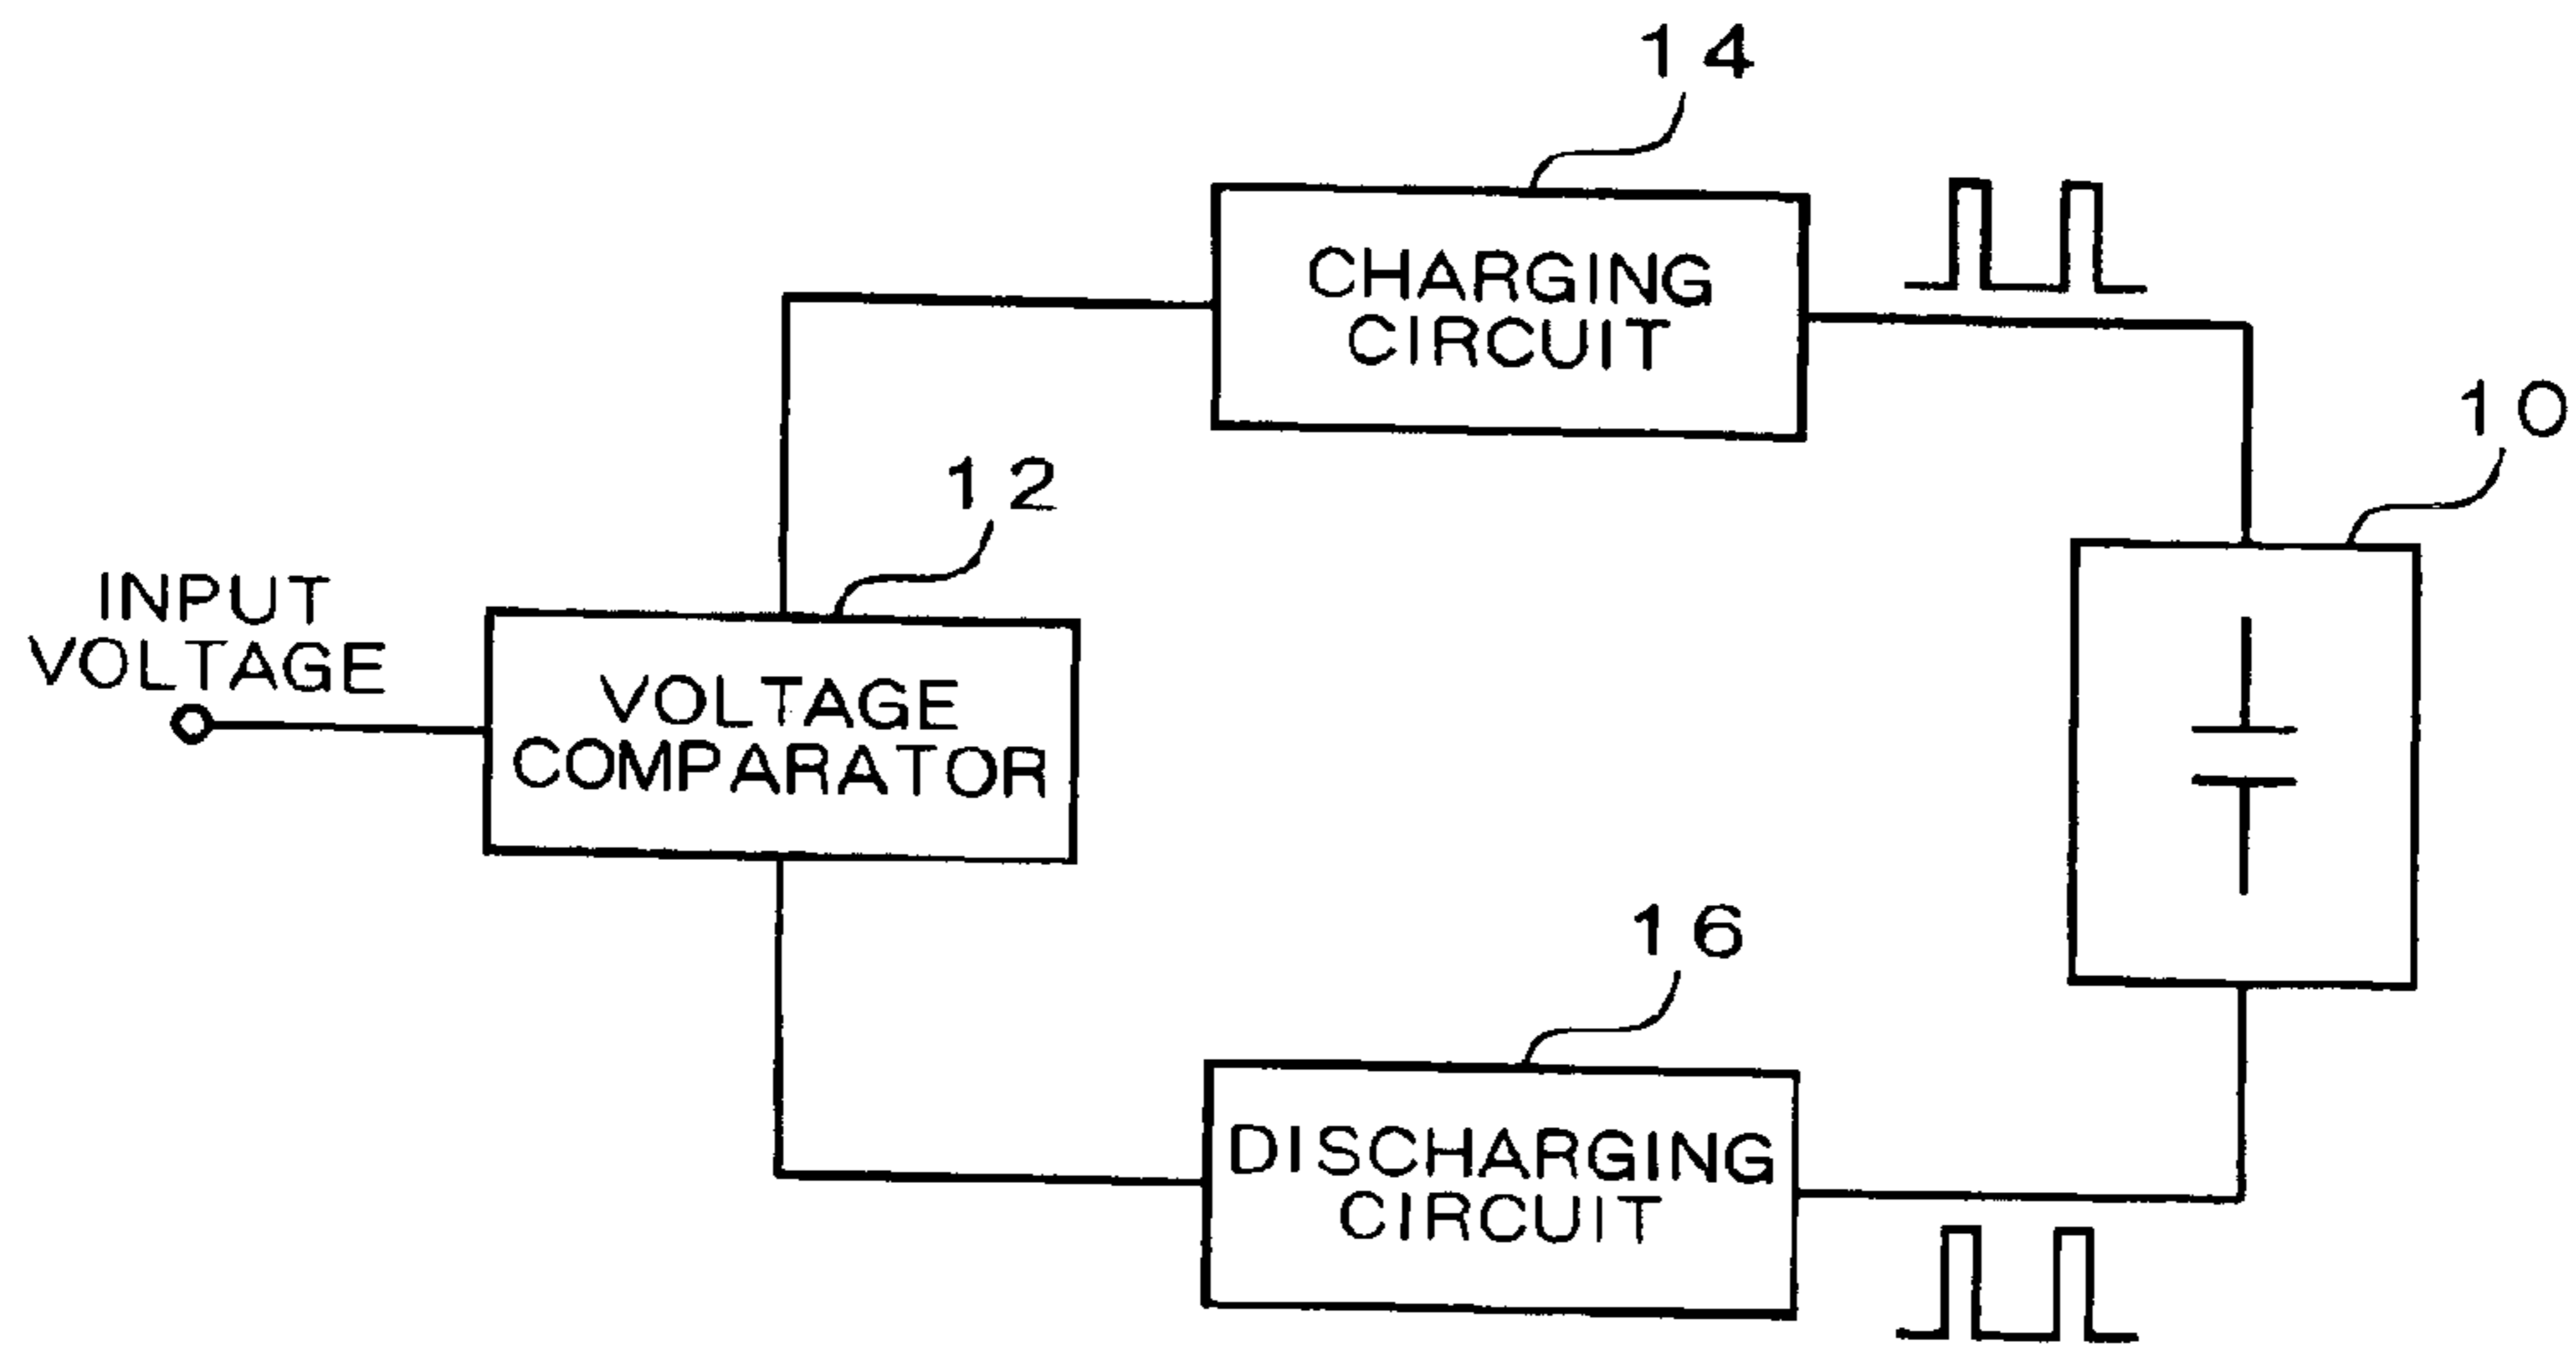 14
CHARGING
CIRCUIT
10
12
INPUT
VOLTAGE
VOLTAGE
COMPARATOR
16
DISCHARGING
CIRCUIT